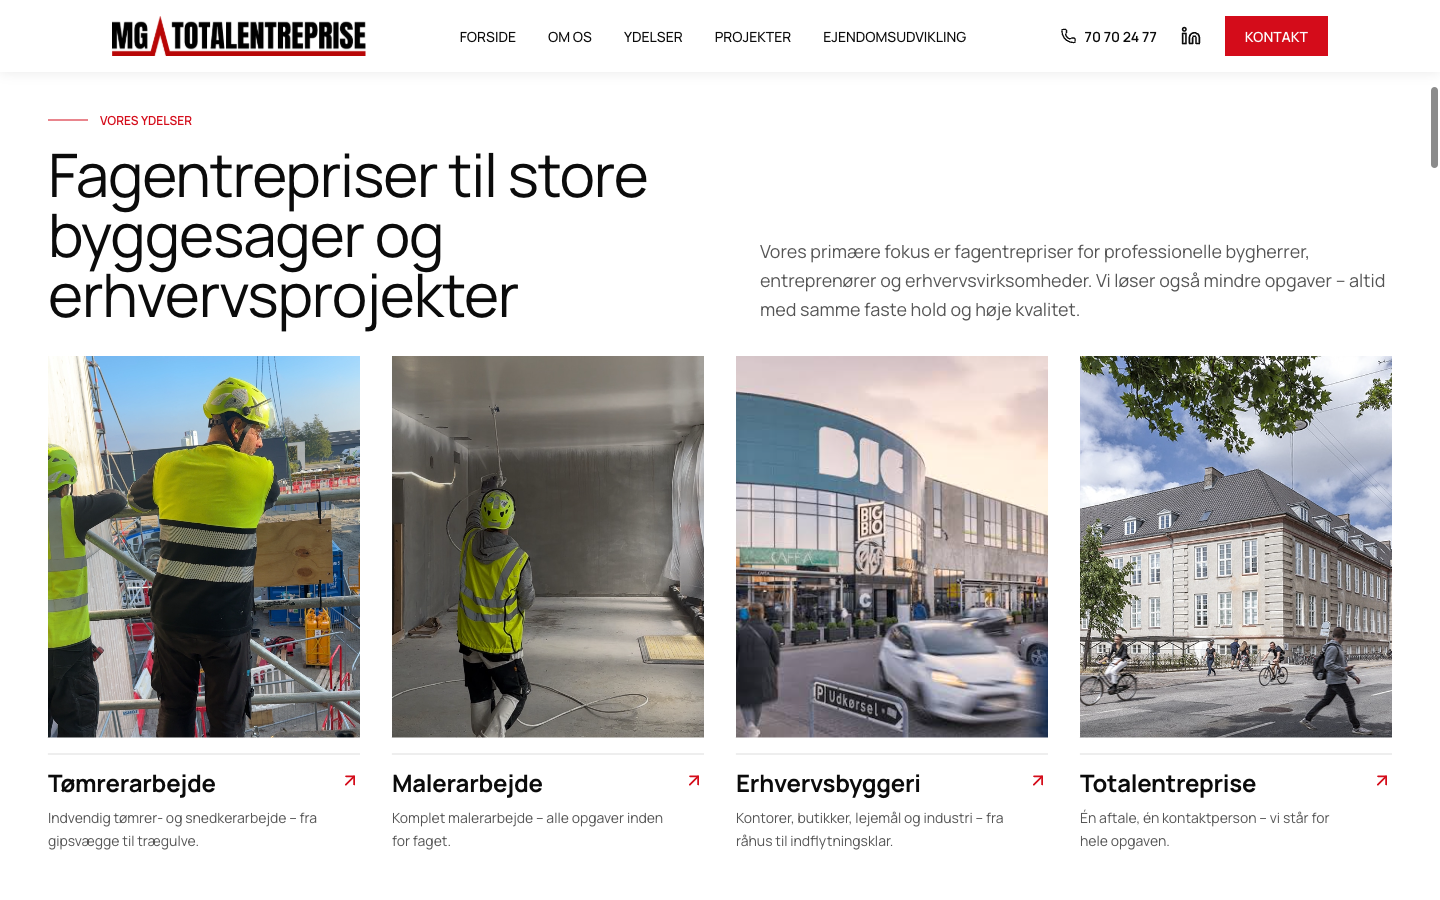 MG TOTALENTREPRISE
FORSIDE
OM OS
YDELSER
PROJEKTER
EJENDOMSUDVIKLING
70 70 24 77
KONTAKT
VORES YDELSER
Fagentrepriser til store
byggesager og
erhvervsprojekter
Vores primære fokus er fagentrepriser for professionelle bygherrer,
entreprenører og erhvervsvirksomheder. Vi løser også mindre opgaver – altid
med samme faste hold og høje kvalitet.
BIG
BIG
BIO
CAFFA
P Udkørsel
Tømrerarbejde
Indvendig tømrer- og snedkerarbejde – fra
gipsvægge til trægulve.
Malerarbejde
Komplet malerarbejde – alle opgaver inden
for faget.
Erhvervsbyggeri
Kontorer, butikker, lejemål og industri – fra
råhus til indflytningsklar.
Totalentreprise
Én aftale, én kontaktperson – vi står for
hele opgaven.